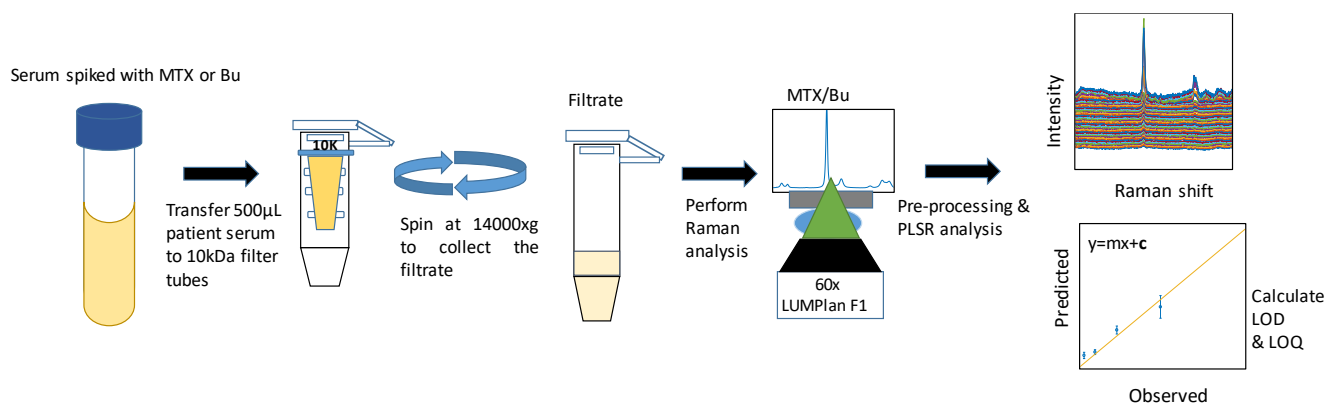 Serum spiked with MTX or Bu
10K
Transfer 500µL
patient serum
to 10kDa filter
tubes
Spin at 14000xg
to collect the
filtrate
Filtrate
Perform
Raman
analysis
MTX/Bu
60x
LUMPlan F1
Pre-processing &
PLSR analysis
Intensity
Raman shift
y=mx+c
Predicted
Observed
Calculate
LOD
& LOQ